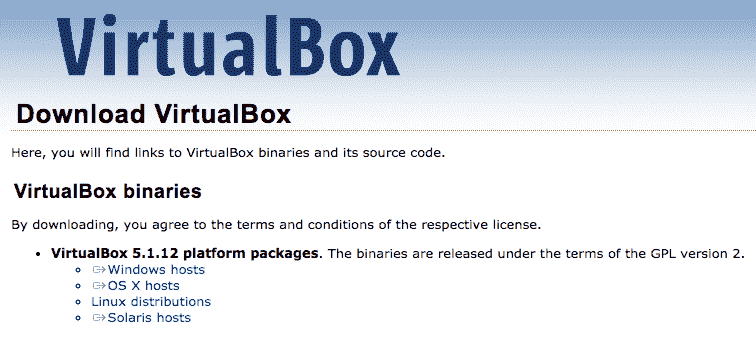 VirtualBox
Download VirtualBox
Here, you will find links to VirtualBox binaries and its source code.
VirtualBox binaries
By downloading, you agree to the terms and conditions of the respective license.
VirtualBox 5.1.12 platform packages. The binaries are released under the terms of the GPL version 2.
Windows hosts
OS X hosts
Linux distributions
Solaris hosts